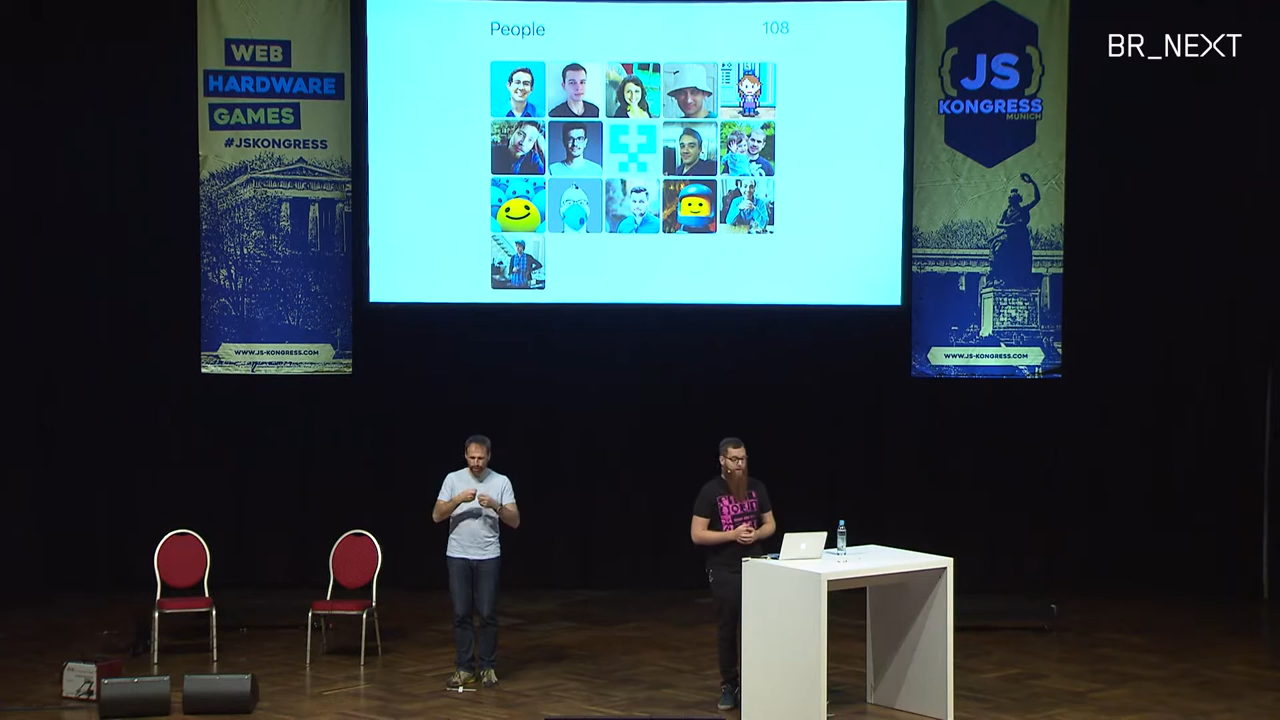 WEB
HARDWARE
GAMES
#JSKONGRESS
WWW.JS-KONGRESS.COM
People 108
{JS}
KONGRESS
MUNICH
WWW.JS-KONGRESS.COM
BR_NEXT